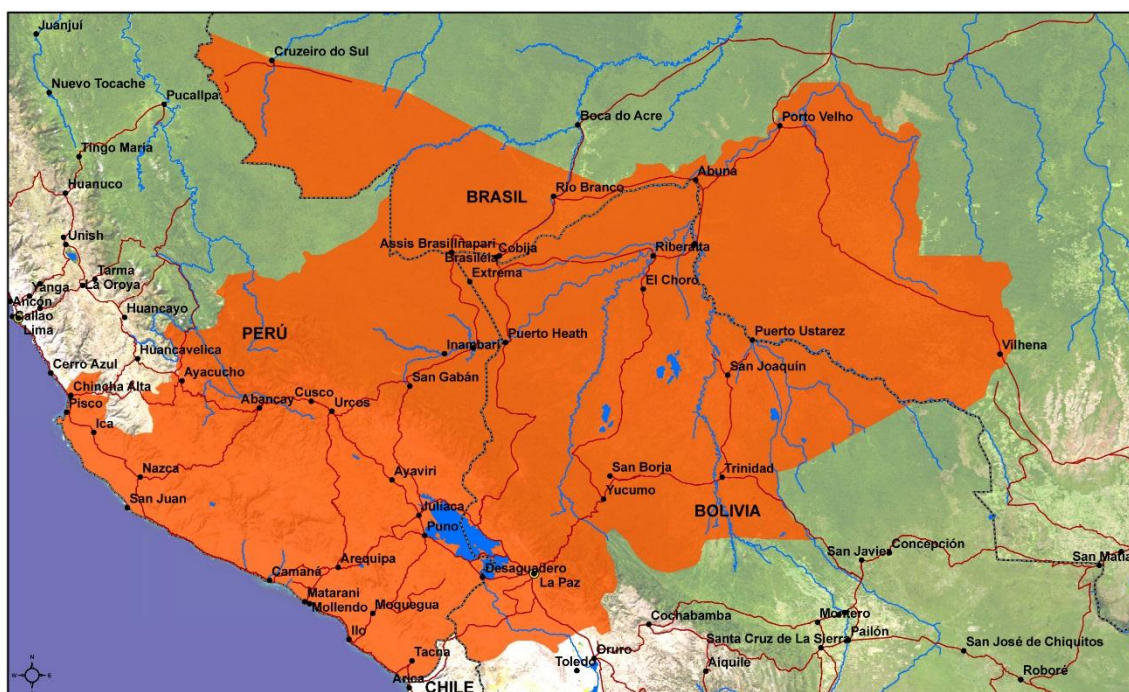 Juanjuí
Cruzeiro do Sul
Nuevo Tocache
Pucallpa
Boca do Acre
Porto Velho
Tingo María
Abuná
Huanuco
BRASIL
Río Branco
Unish
Assis Brasil
Iñapari
Cobija
Brasiléia
Riberalta
Extrema
Tarma
La Oroya
Yanga
El Choro
Ancón
Callao
Lima
Huancayo
PERÚ
Puerto Heath
Puerto Ustarez
Inambari
Vilhena
Huancavelica
Cerro Azul
San Joaquín
Ayacucho
San Gabán
Chincha Alta
Pisco
Abancay
Cusco
Urcos
Ica
Nazca
Ayaviri
San Borja
Trinidad
Yucumo
San Juan
BOLIVIA
Juliaca
Puno
San Javier
Concepción
San Matía
Arequipa
Desaguadero
La Paz
Camaná
Matarani
Mollendo
Moquegua
Montero
Cochabamba
Ilo
Santa Cruz de La Sierra
Pailón
San José de Chiquitos
Tacna
Oruro
Toledo
Aiquile
Roboré
Arica
CHILE
N
W
E
S